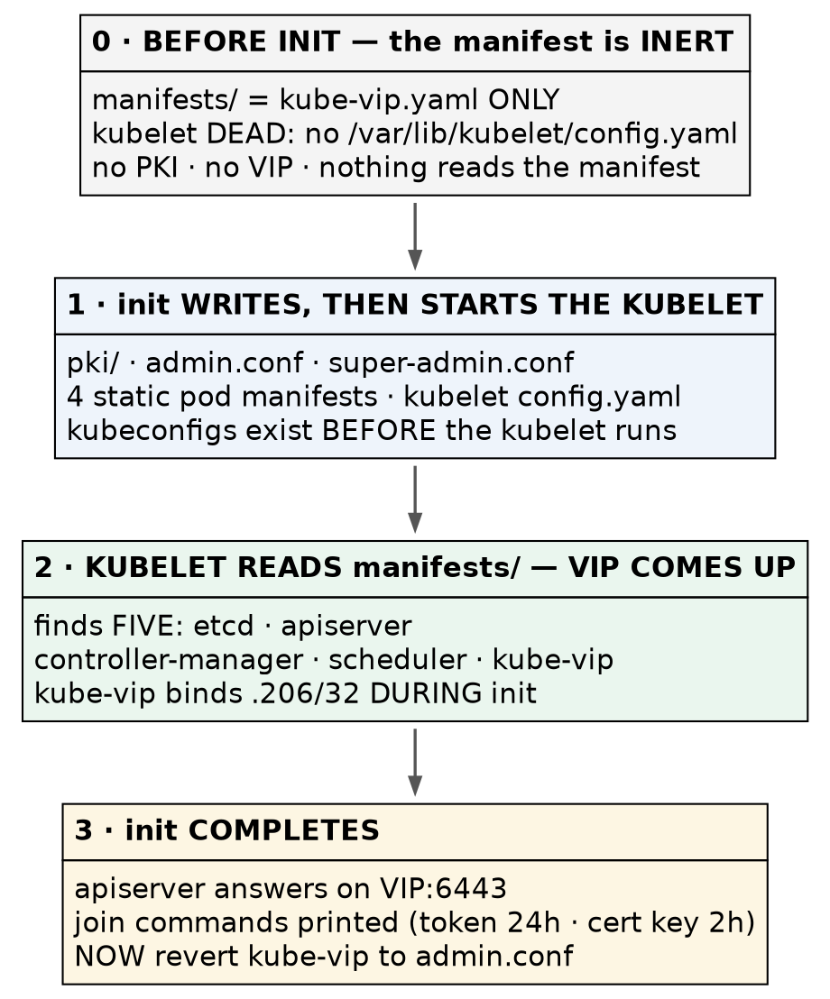 0 · BEFORE INIT — the manifest is INERT
manifests/ = kube-vip.yaml ONLY
kubelet DEAD: no /var/lib/kubelet/config.yaml
no PKI · no VIP · nothing reads the manifest
1 · init WRITES, THEN STARTS THE KUBELET
pki/ · admin.conf · super-admin.conf
4 static pod manifests · kubelet config.yaml
kubeconfigs exist BEFORE the kubelet runs
2 · KUBELET READS manifests/ — VIP COMES UP
finds FIVE: etcd · apiserver
controller-manager · scheduler · kube-vip
kube-vip binds .206/32 DURING init
3 · init COMPLETES
apiserver answers on VIP:6443
join commands printed (token 24h · cert key 2h)
NOW revert kube-vip to admin.conf